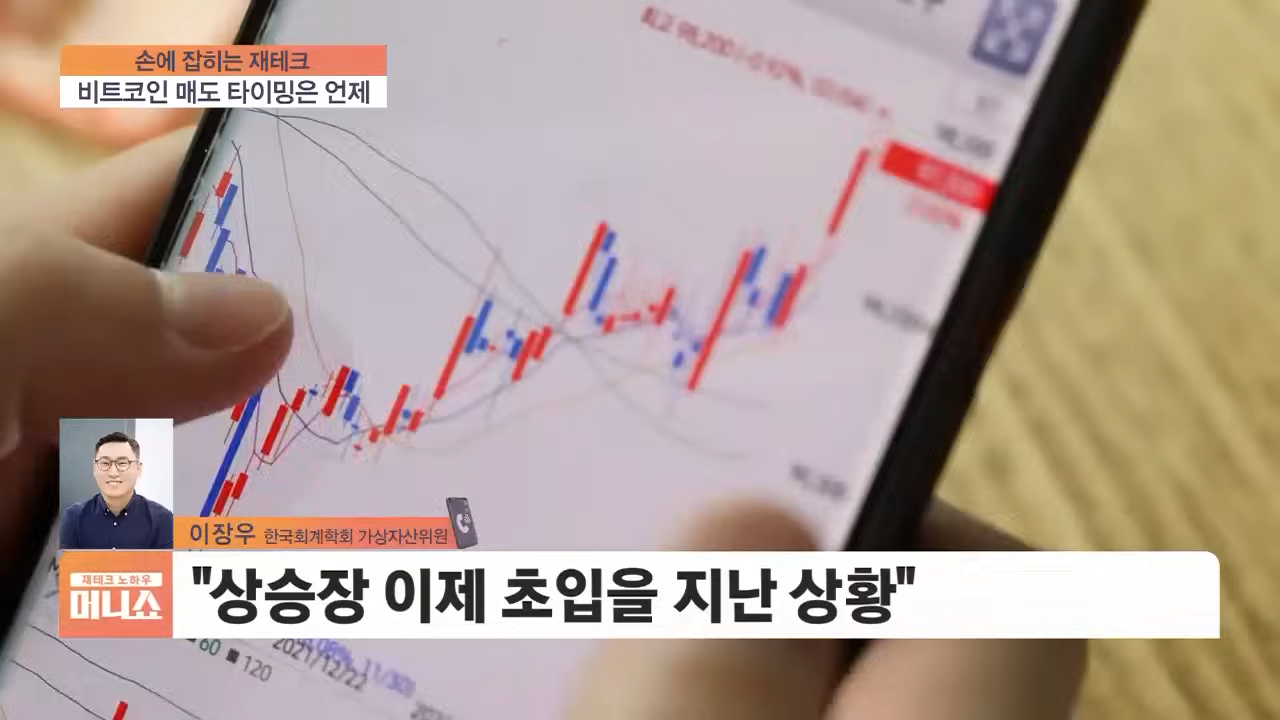 손에 잡히는 재테크
비트코인 매도 타이밍은 언제
이장우 한국회계학회 가상자산위원
재테크 노하우
머니쇼
"상승장 이제 초입을 지난 상황"
60 120
2021/12/22